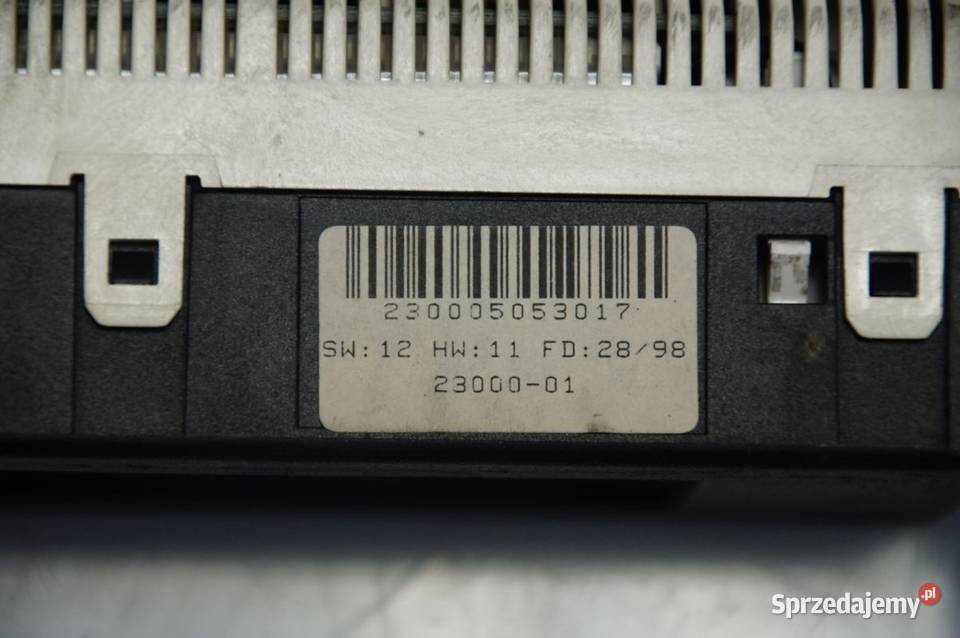 230005053017
SW:12 HW:11 FD:28/98
23000-01
Sprzedajemy.pl